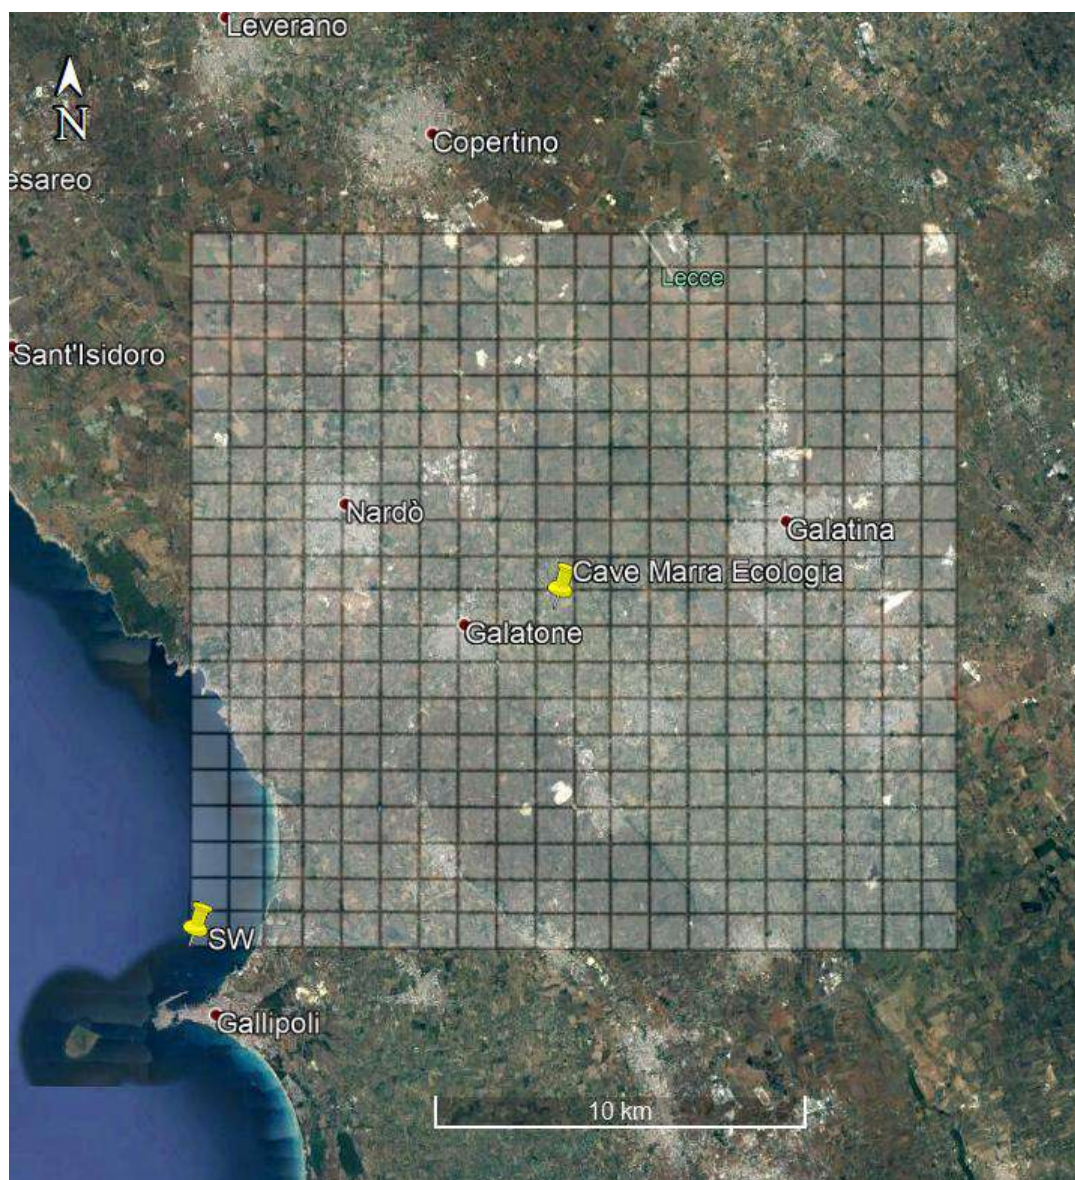 Leverano
N
Copertino
esareo
Lecce
Sant'Isidoro
Nardò
Galatina
Cave Marra Ecologia
Galatone
SW
Gallipoli
10 km